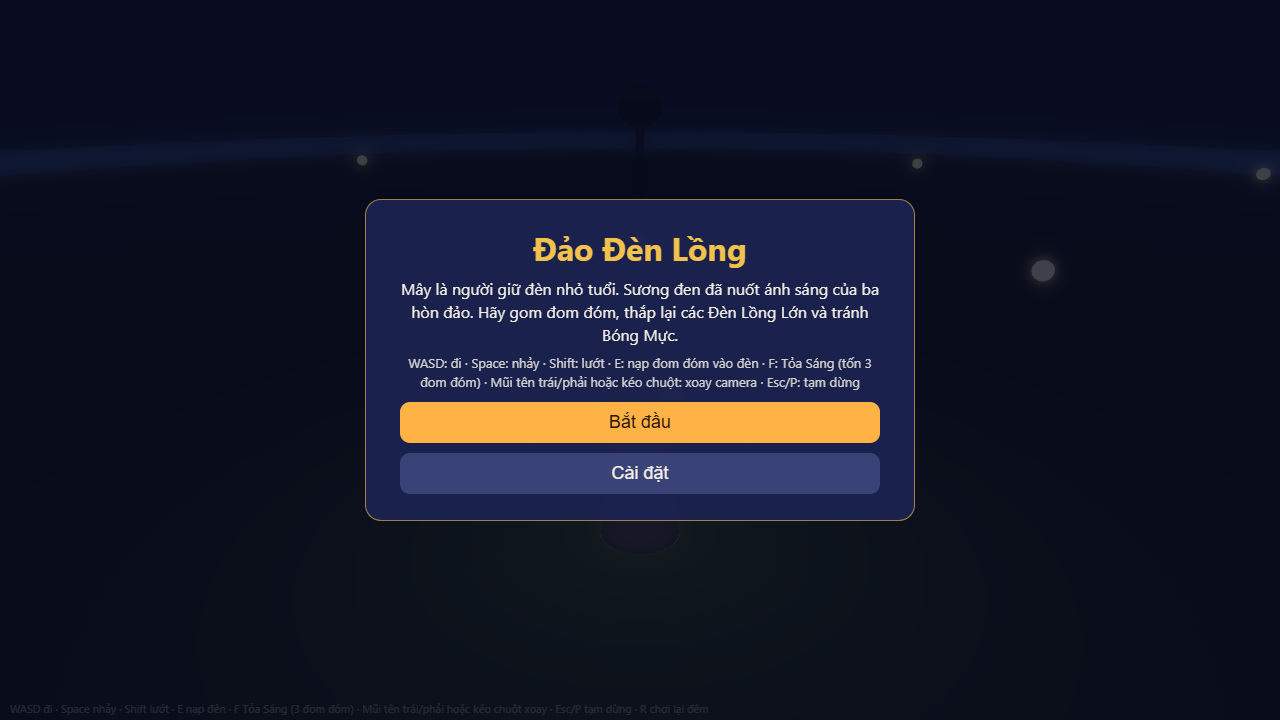 Đảo Đèn Lồng
Mây là người giữ đèn nhỏ tuổi. Sương đen đã nuốt ánh sáng của ba
hòn đảo. Hãy gom đom đóm, thắp lại các Đèn Lồng Lớn và tránh
Bóng Mực.
WASD: đi · Space: nhảy · Shift: lướt · E: nạp đom đóm vào đèn · F: Tỏa Sáng (tốn 3
đom đóm) · Mũi tên trái/phải hoặc kéo chuột: xoay camera · Esc/P: tạm dừng
Bắt đầu
Cài đặt
WASD đi · Space nhảy · Shift lướt · E nạp đèn · F Tỏa Sáng (3 đom đóm) · Mũi tên trái/phải hoặc kéo chuột xoay · Esc/P tạm dừng · R chơi lại đêm